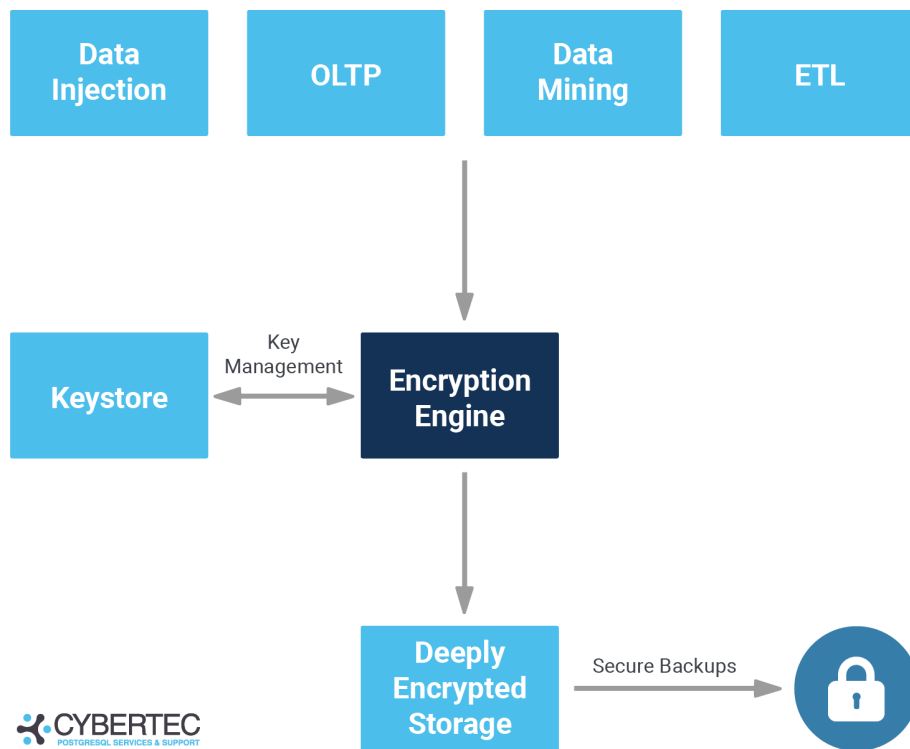 Data
Injection
OLTP
Data
Mining
ETL
Key
Management
Keystore
Encryption
Engine
Deeply
Encrypted
Storage
Secure Backups
CYBERTEC
POSTGRESQL SERVICES & SUPPORT